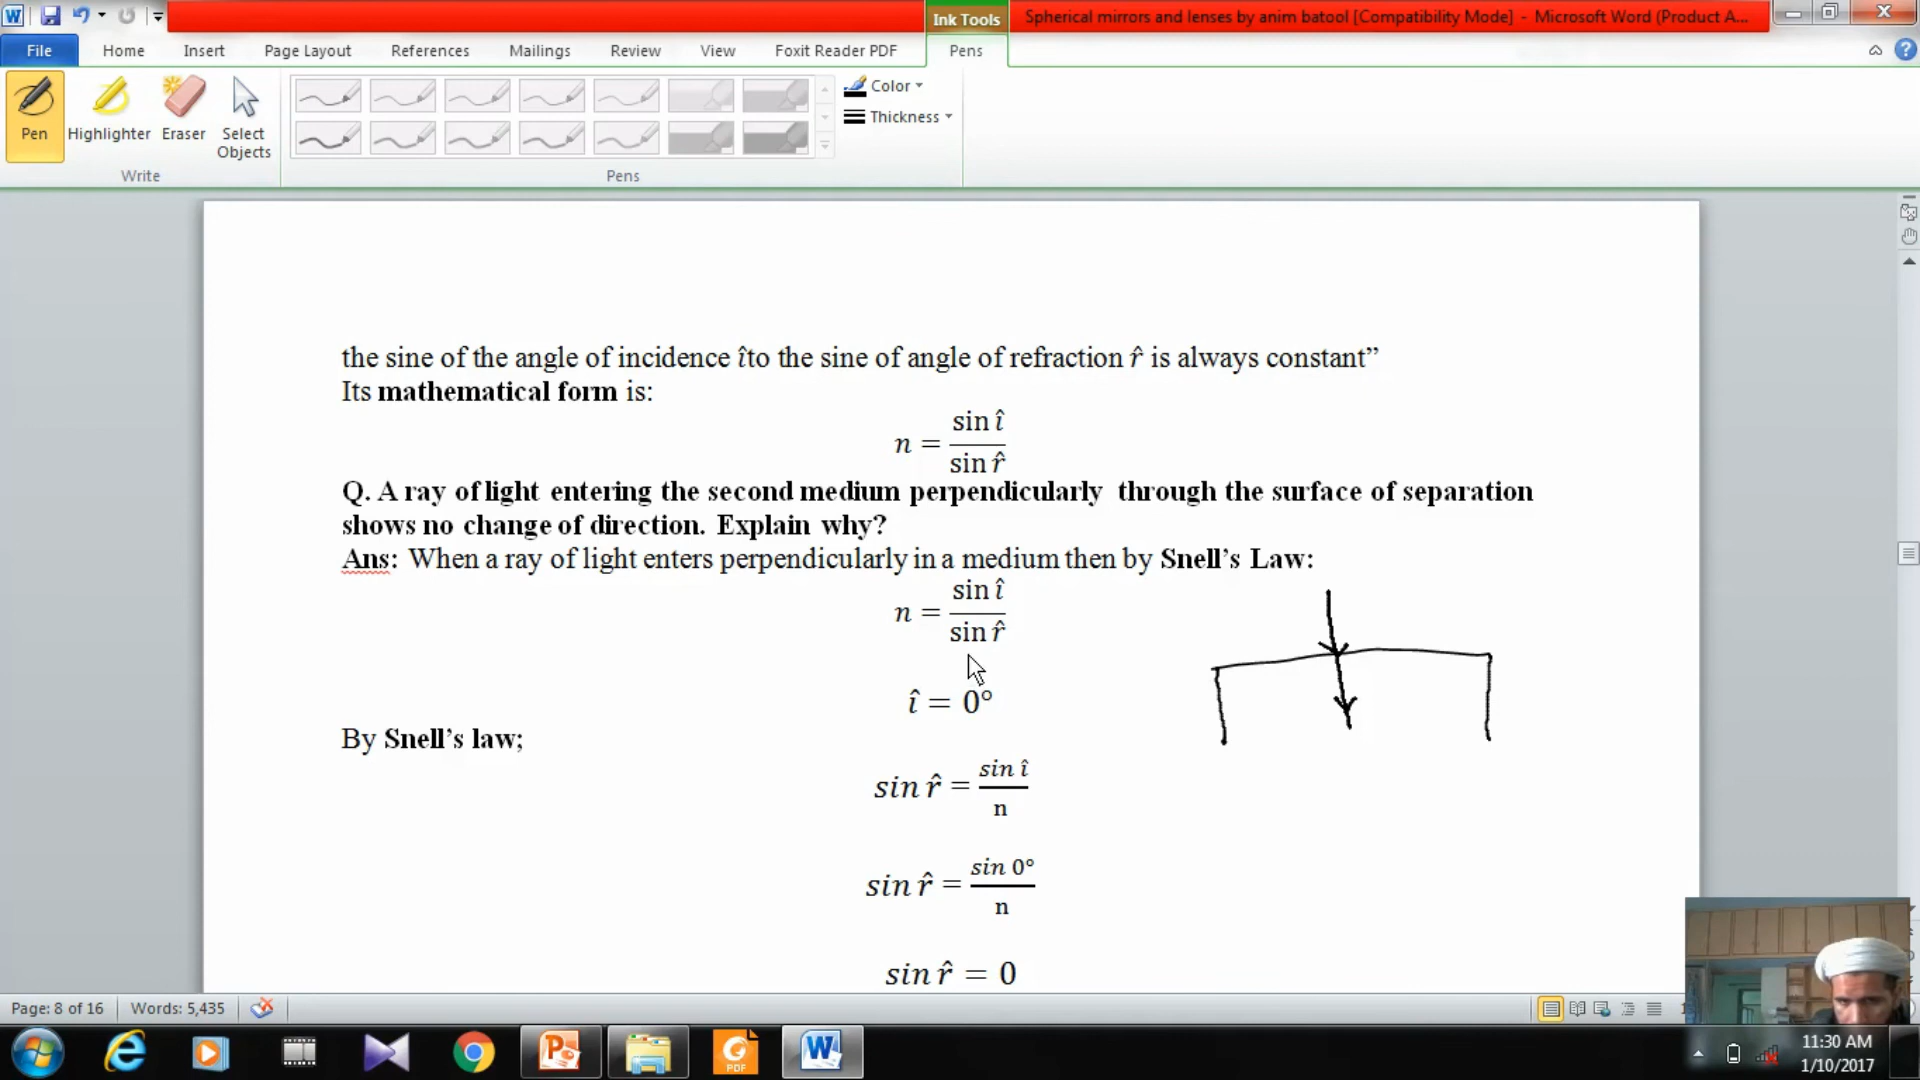 Ink Tools
Spherical mirrors and lenses by anim batool [Compatibility Mode] - Microsoft Word (Product A...
File Home Insert Page Layout References Mailings Review View Foxit Reader PDF Pens
Pen Highlighter Eraser Select Objects
Color
Thickness
Write
Pens
the sine of the angle of incidence îto the sine of angle of refraction r̂ is always constant”
Its mathematical form is:
n = sin î / sin r̂
Q. A ray of light entering the second medium perpendicularly through the surface of separation
shows no change of direction. Explain why?
Ans: When a ray of light enters perpendicularly in a medium then by Snell’s Law:
n = sin î / sin r̂
î = 0°
By Snell’s law;
sin r̂ = sin î / n
sin r̂ = sin 0° / n
sin r̂ = 0
Page: 8 of 16 Words: 5,435
PDF
11:30 AM
1/10/2017